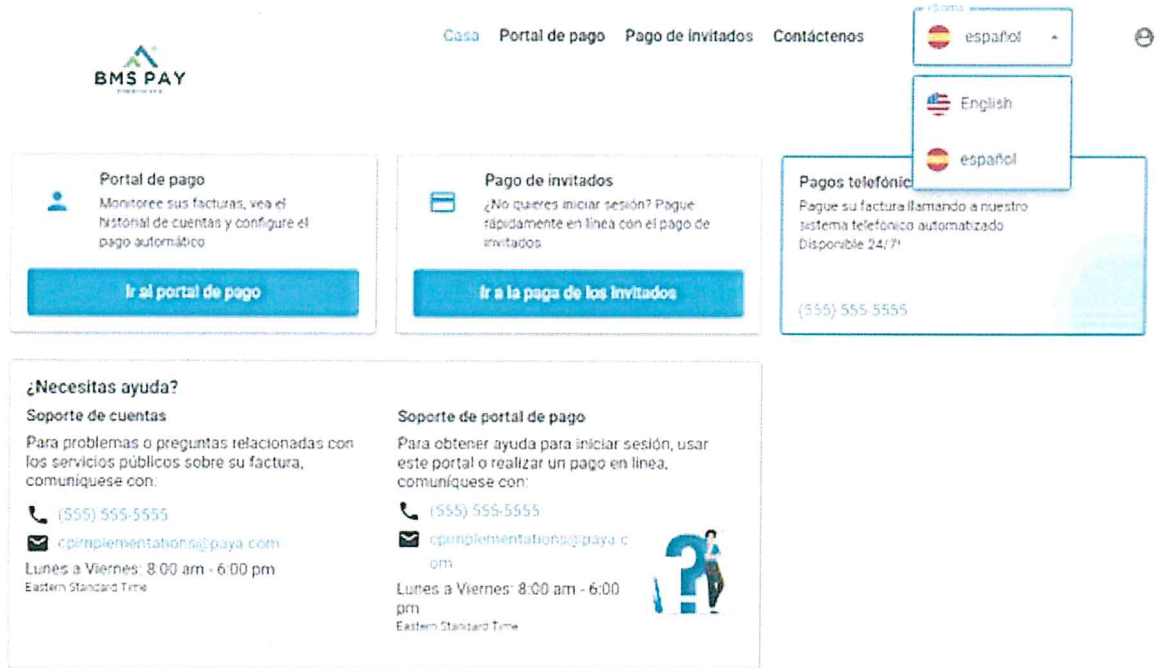 Casa Portal de pago Pago de invitados Contáctenos
Idioma
español
English
español
BMS PAY
Portal de pago
Monitoree sus facturas, vea el
historial de cuentas y configure el
pago automático
Ir al portal de pago
Pago de invitados
¿No quieres iniciar sesión? Pague
rápidamente en línea con el pago de
invitados
Ir a la paga de los invitados
Pagos telefónic
Pague su factura llamando a nuestro
sistema telefónico automatizado
Disponible 24/7!
(555) 555-5555
¿Necesitas ayuda?
Soporte de cuentas
Para problemas o preguntas relacionadas con
los servicios públicos sobre su factura,
comuníquese con:
(555) 555-5555
cpimplementations@paya.com
Lunes a Viernes: 8:00 am - 6:00 pm
Eastern Standard Time
Soporte de portal de pago
Para obtener ayuda para iniciar sesión, usar
este portal o realizar un pago en línea,
comuníquese con:
(555) 555-5555
cpimplementations@paya.c
om
Lunes a Viernes: 8:00 am - 6:00
pm
Eastern Standard Time